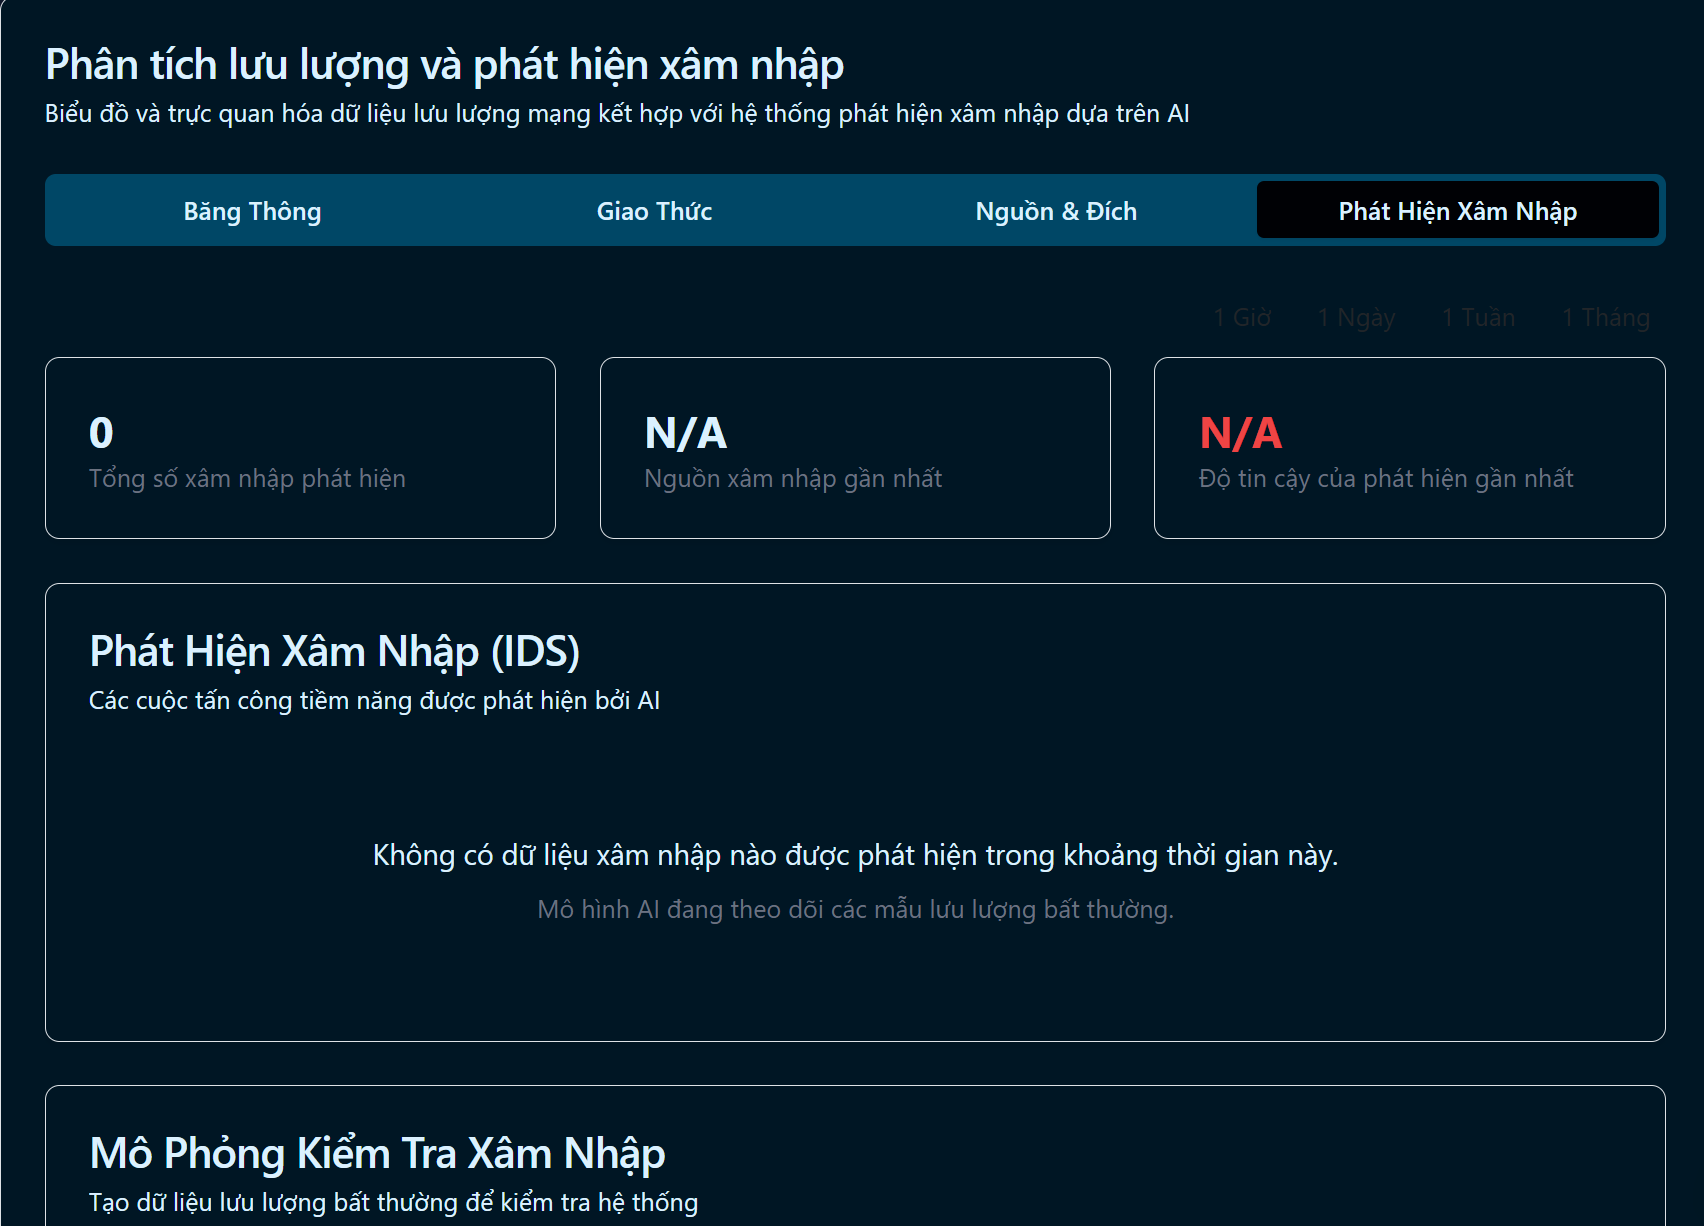 Phân tích lưu lượng và phát hiện xâm nhập
Biểu đồ và trực quan hóa dữ liệu lưu lượng mạng kết hợp với hệ thống phát hiện xâm nhập dựa trên AI
Băng Thông
Giao Thức
Nguồn & Đích
Phát Hiện Xâm Nhập
1 Giờ
1 Ngày
1 Tuần
1 Tháng
0
Tổng số xâm nhập phát hiện
N/A
Nguồn xâm nhập gần nhất
N/A
Độ tin cậy của phát hiện gần nhất
Phát Hiện Xâm Nhập (IDS)
Các cuộc tấn công tiềm năng được phát hiện bởi AI
Không có dữ liệu xâm nhập nào được phát hiện trong khoảng thời gian này.
Mô hình AI đang theo dõi các mẫu lưu lượng bất thường.
Mô Phỏng Kiểm Tra Xâm Nhập
Tạo dữ liệu lưu lượng bất thường để kiểm tra hệ thống